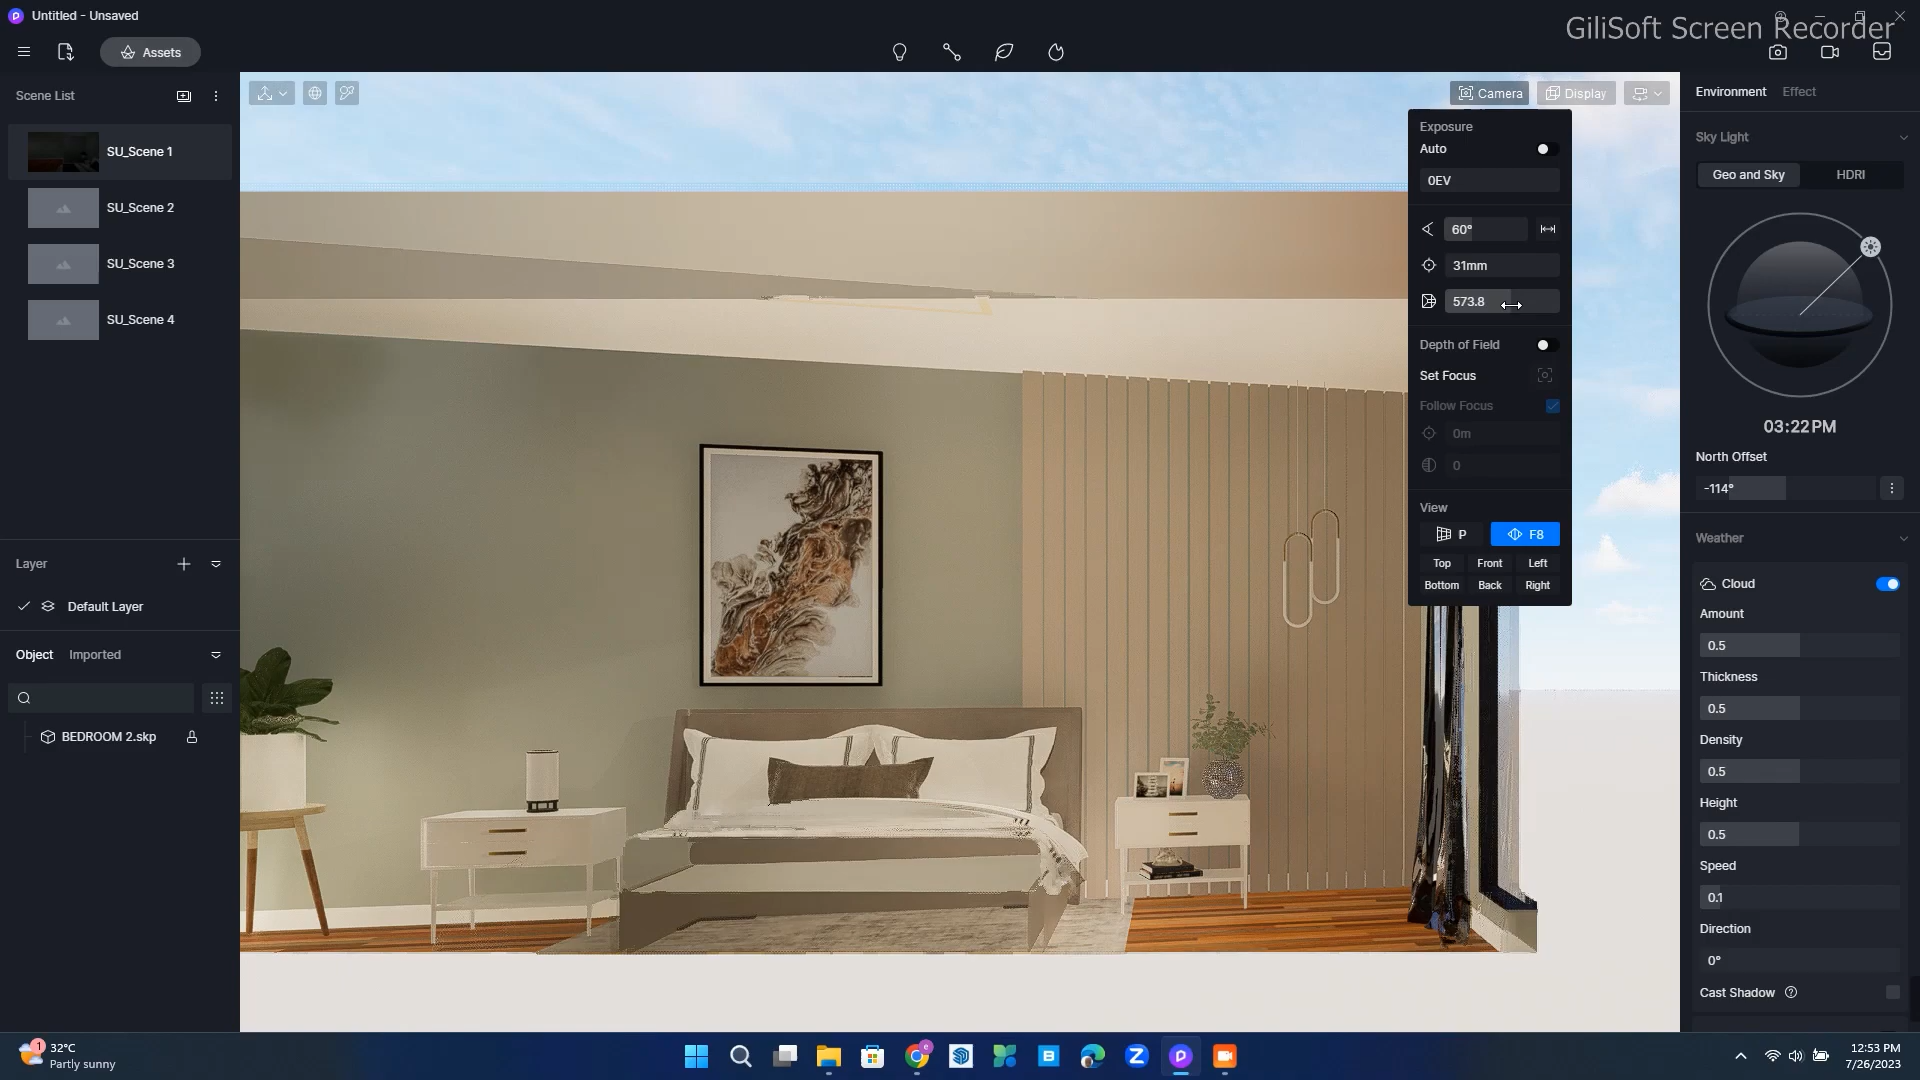 Untitled - Unsaved
GiliSoft Screen Recorder
Assets
Scene List
SU_Scene 1
SU_Scene 2
SU_Scene 3
SU_Scene 4
Layer
Default Layer
Object Imported
BEDROOM 2.skp
Camera
Display
Exposure
Auto
0EV
60°
31mm
573.8
Depth of Field
Set Focus
Follow Focus
0m
0
View
P F8
Top Front Left
Bottom Back Right
Environment Effect
Sky Light
Geo and Sky HDRI
03:22PM
North Offset
-114°
Weather
Cloud
Amount
0.5
Thickness
0.5
Density
0.5
Height
0.5
Speed
0.1
Direction
0°
Cast Shadow
1
32°C
Partly sunny
12:53 PM
7/26/2023